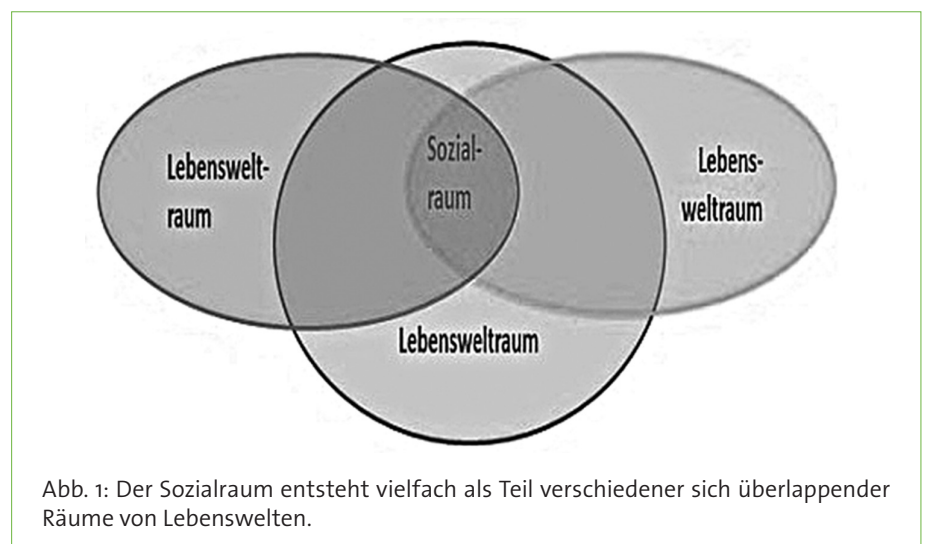 Lebenswelt-
raum
Sozial-
raum
Lebens-
weltraum
Lebensweltraum
Abb. 1: Der Sozialraum entsteht vielfach als Teil verschiedener sich überlappender
Räume von Lebenswelten.